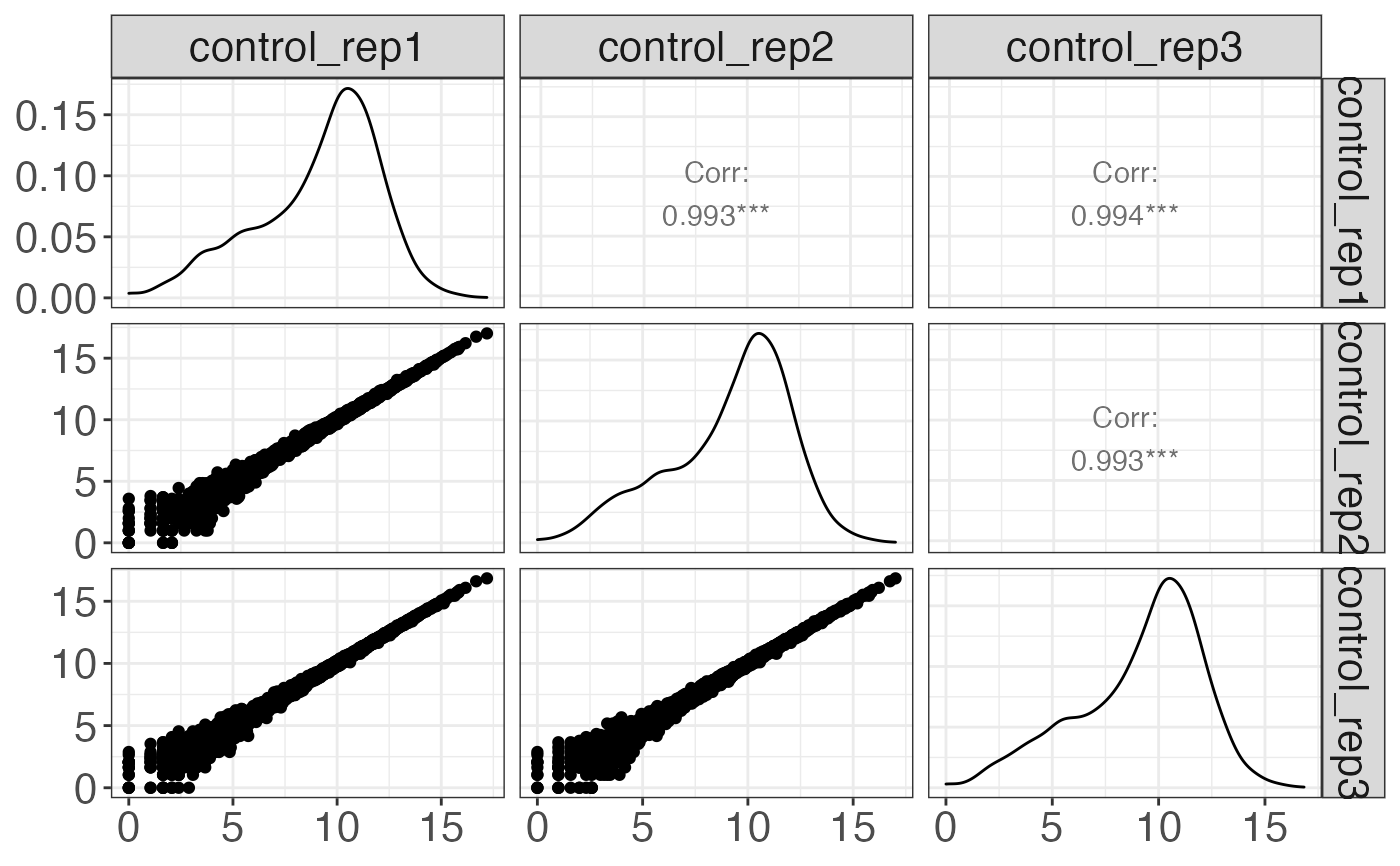 control_rep1 control_rep2 control_rep3
0.15
0.10
0.05
0.00
Corr:
0.993***
Corr:
0.994***
control_rep1
15
10
5
0
Corr:
0.993***
control_rep2
15
10
5
0
control_rep3
0 5 10 15 0 5 10 15 0 5 10 15